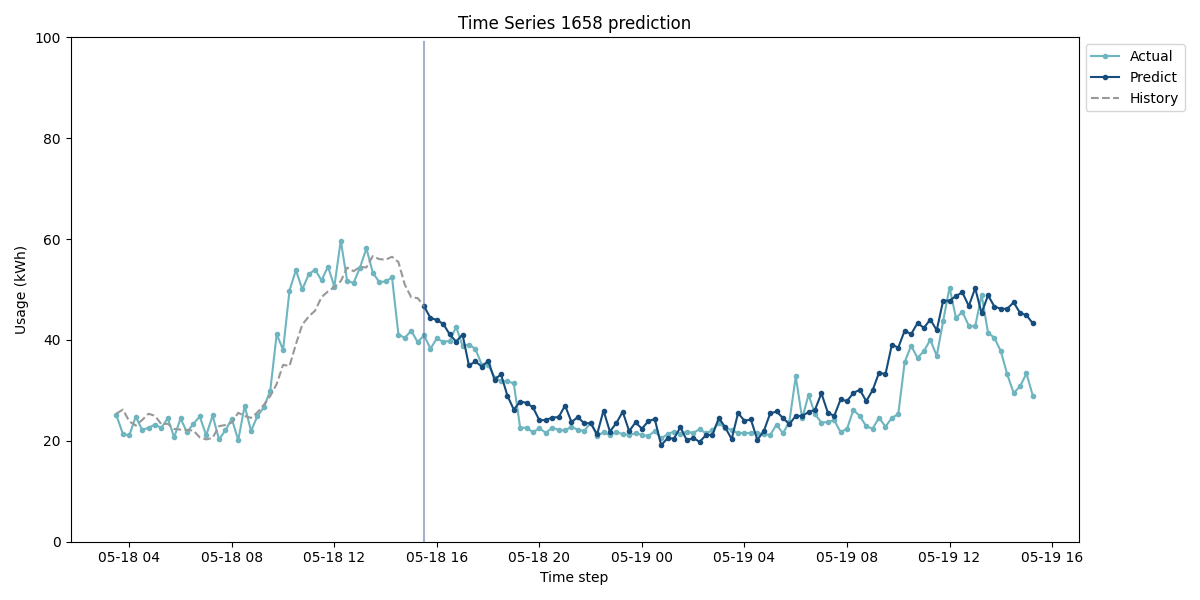 Time Series 1658 prediction
100
80
60
40
20
0
Usage (kWh)
05-18 04
05-18 08
05-18 12
05-18 16
05-18 20
05-19 00
05-19 04
05-19 08
05-19 12
05-19 16
Time step
Actual
Predict
History